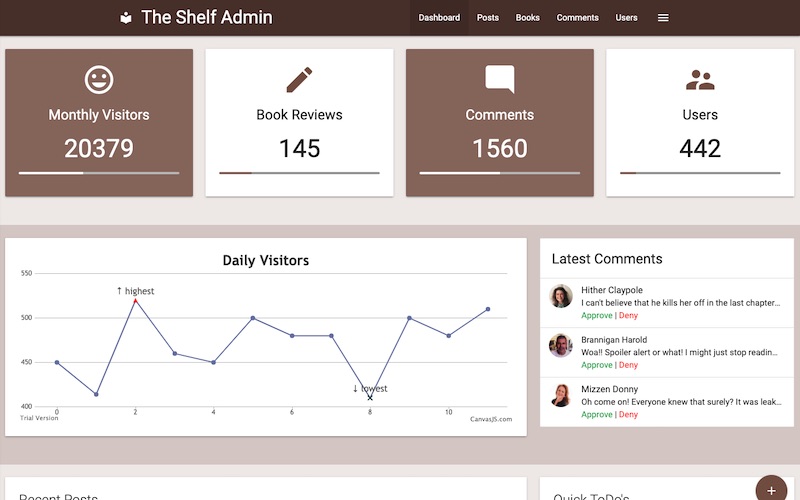 The Shelf Admin
Dashboard Posts Books Comments Users
Monthly Visitors
20379
Book Reviews
145
Comments
1560
Users
442
Daily Visitors
550
500
450
400
↑ highest
↓ lowest
0 2 4 6 8 10
Trial Version
CanvasJS.com
Latest Comments
Hither Claypole
I can't believe that he kills her off in the last chapter...
Approve | Deny
Brannigan Harold
Woa!! Spoiler alert or what! I might just stop readin...
Approve | Deny
Mizzen Donny
Oh come on! Everyone knew that surely? It was leak...
Approve | Deny
Recent Posts
Quick ToDo's
+